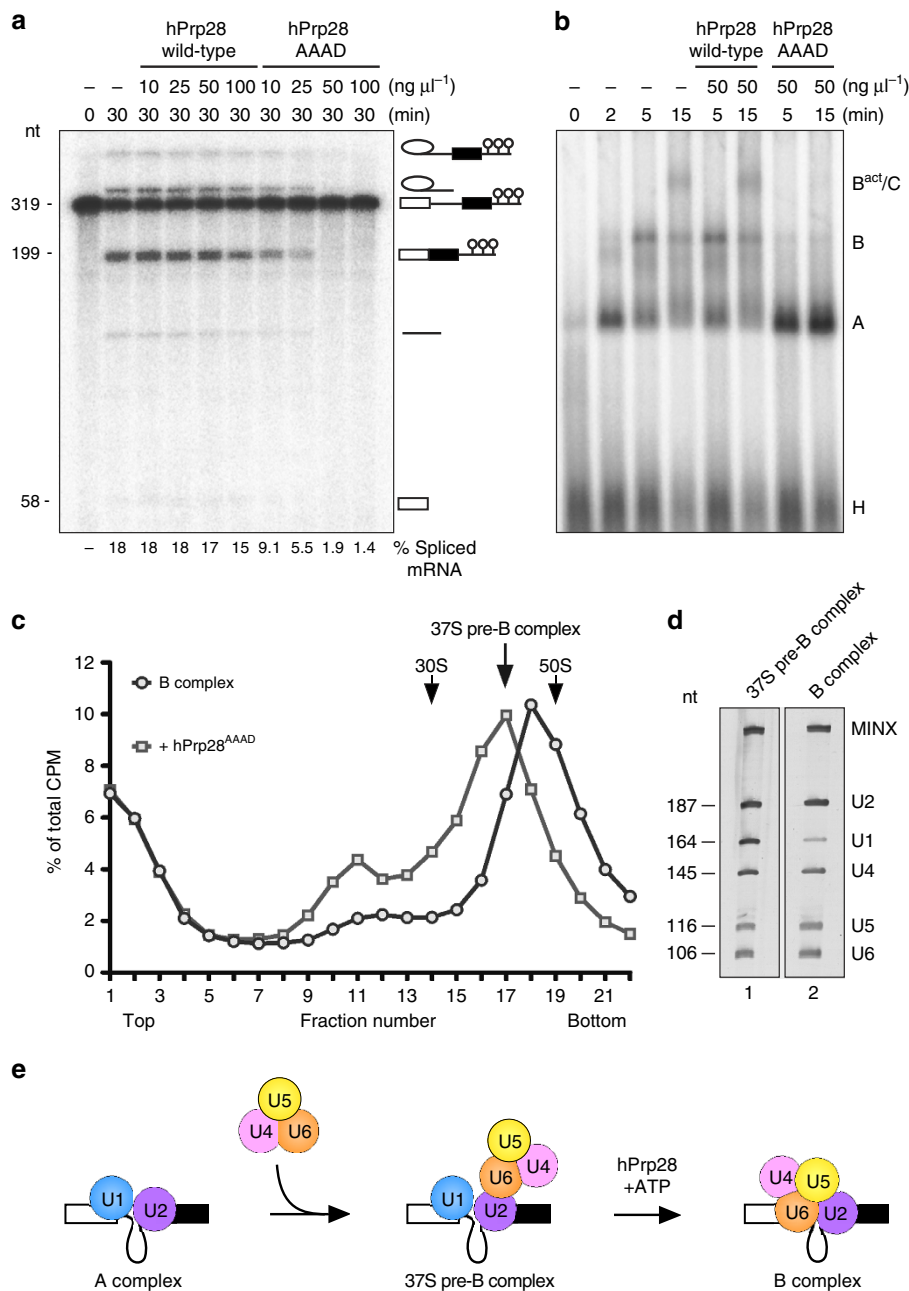 a
hPrp28 wild-type
hPrp28 AAAD
– – 10 25 50 100 10 25 50 100 (ng µl⁻¹)
0 30 30 30 30 30 30 30 30 30 (min)
nt
319 -
199 -
58 -
– 18 18 18 17 15 9.1 5.5 1.9 1.4 % Spliced mRNA
b
hPrp28 wild-type
hPrp28 AAAD
– – – – 50 50 50 50 (ng µl⁻¹)
0 2 5 15 5 15 5 15 (min)
Bact/C
B
A
H
c
37S pre-B complex
30S
50S
B complex
+ hPrp28AAAD
% of total CPM
12
10
8
6
4
2
0
1 3 5 7 9 11 13 15 17 19 21
Top Fraction number Bottom
d
37S pre-B complex
B complex
nt
187
164
145
116
106
MINX
U2
U1
U4
U5
U6
1 2
e
U5
U4 U6
U1 U2
A complex
U5
U6 U4
U1 U2
37S pre-B complex
hPrp28
+ATP
U4 U5
U6 U2
B complex